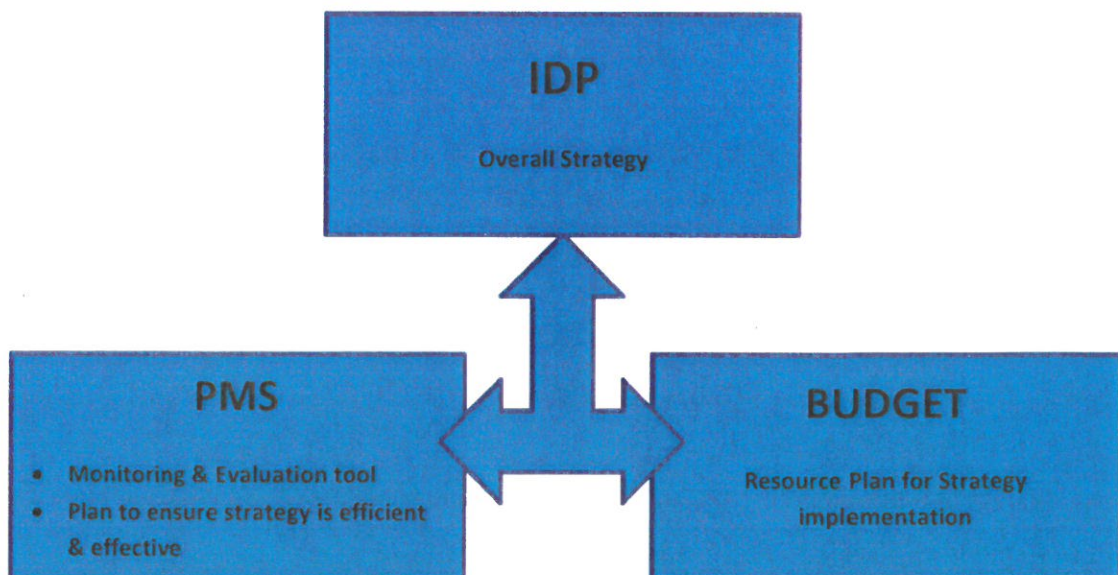 IDP
Overall Strategy
PMS
• Monitoring & Evaluation tool
• Plan to ensure strategy is efficient
& effective
BUDGET
Resource Plan for Strategy
implementation